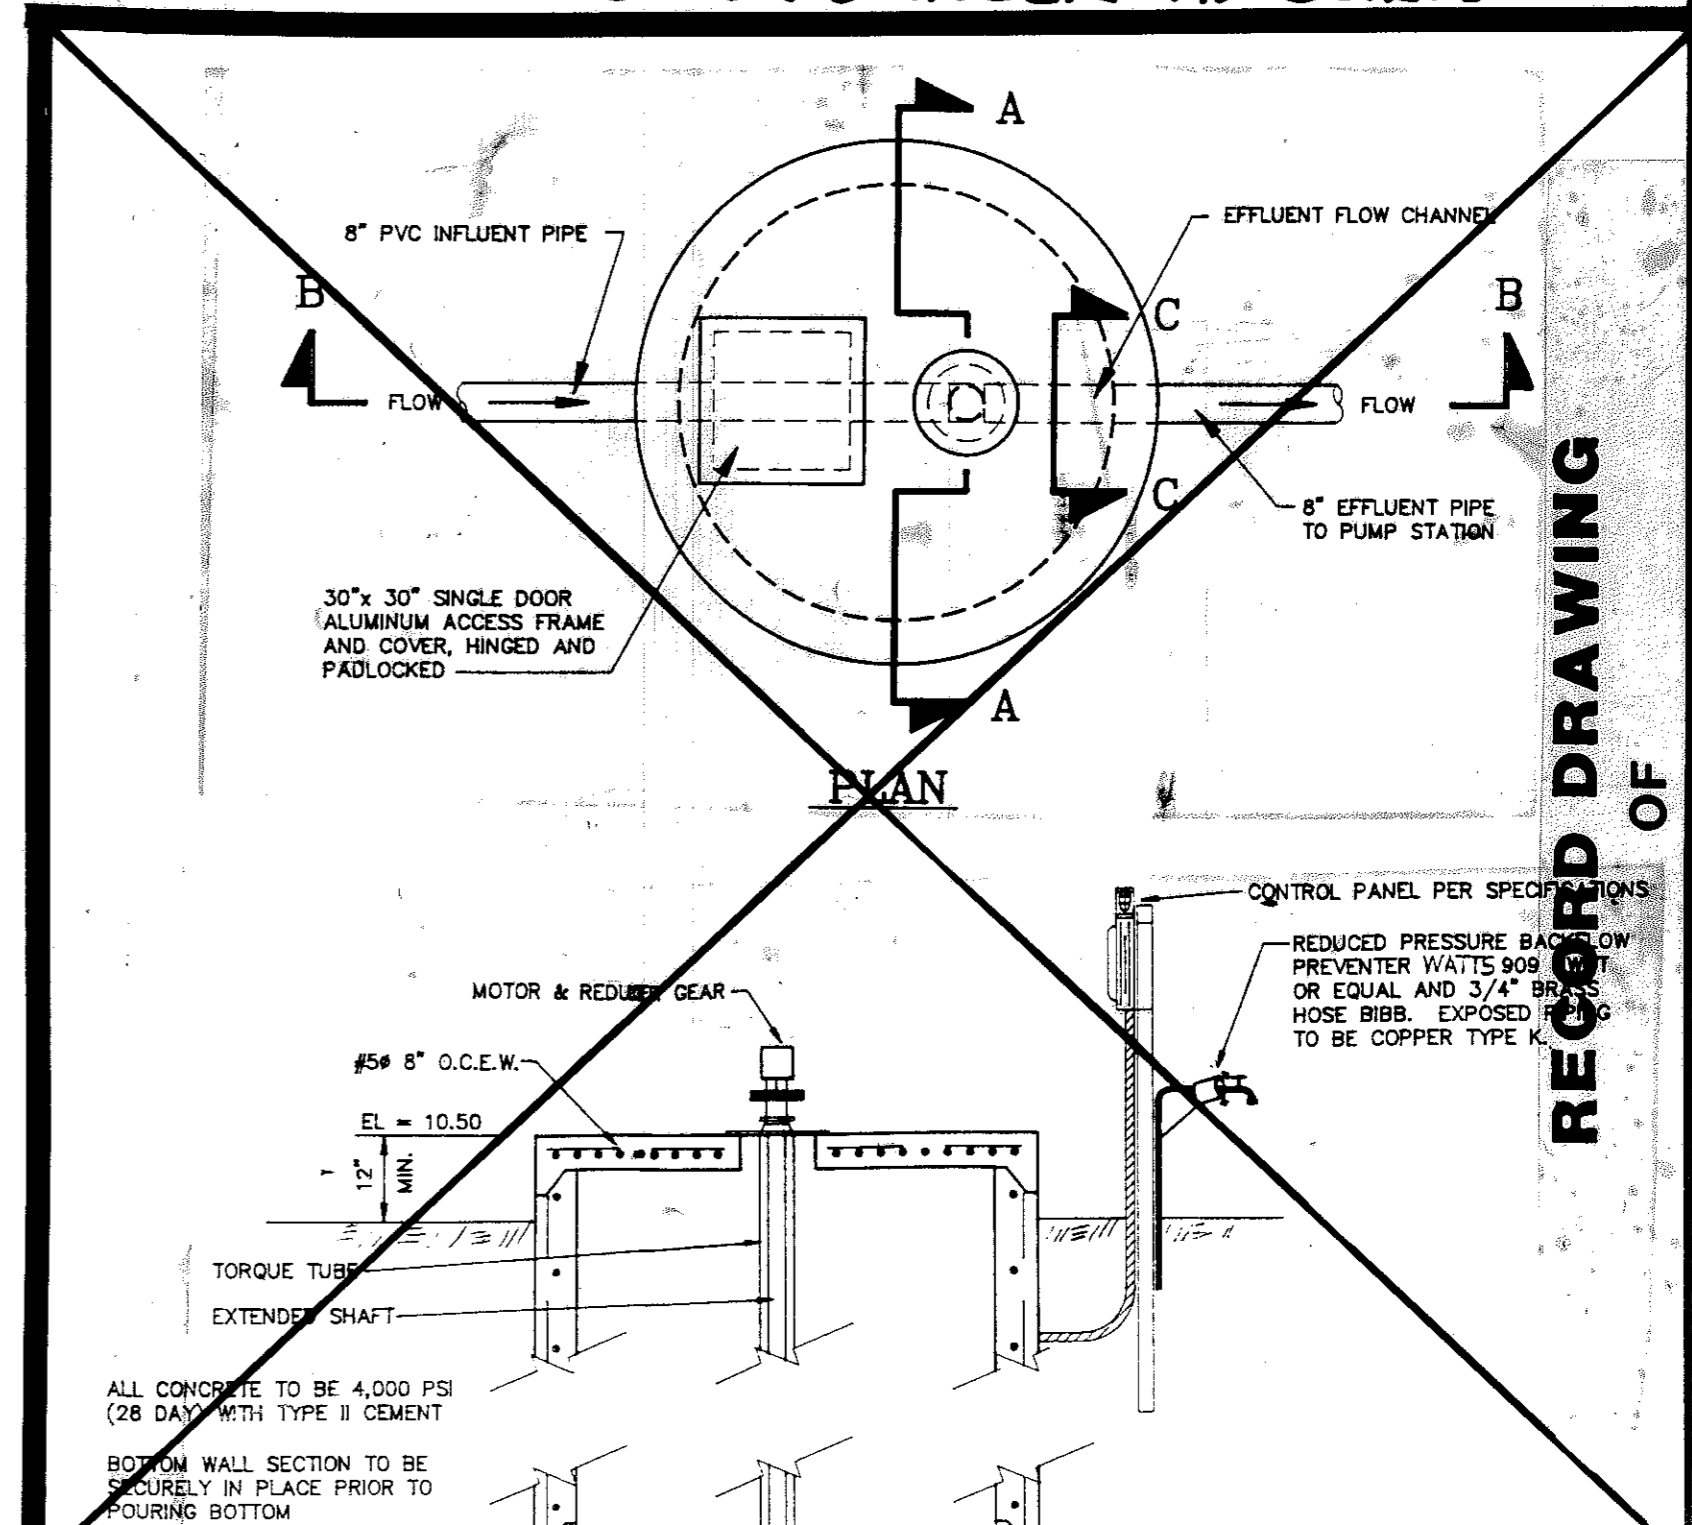 A
8" PVC INFLUENT PIPE
EFFLUENT FLOW CHANNEL
B
C
B
FLOW
FLOW
C
8" EFFLUENT PIPE
TO PUMP STATION
30"x 30" SINGLE DOOR
ALUMINUM ACCESS FRAME
AND COVER, HINGED AND
PADLOCKED
A
PLAN
RECORD DRAWING
OF
CONTROL PANEL PER SPECIFICATIONS
REDUCED PRESSURE BACKFLOW
PREVENTER WATTS 909
OR EQUAL AND 3/4" BRASS
HOSE BIBB. EXPOSED PIPING
TO BE COPPER TYPE K.
MOTOR & REDUCER GEAR
#5ø 8" O.C.E.W.
EL = 10.50
12"
MIN.
TORQUE TUBE
EXTENDED SHAFT
ALL CONCRETE TO BE 4,000 PSI
(28 DAY) WITH TYPE II CEMENT
BOTTOM WALL SECTION TO BE
SECURELY IN PLACE PRIOR TO
POURING BOTTOM